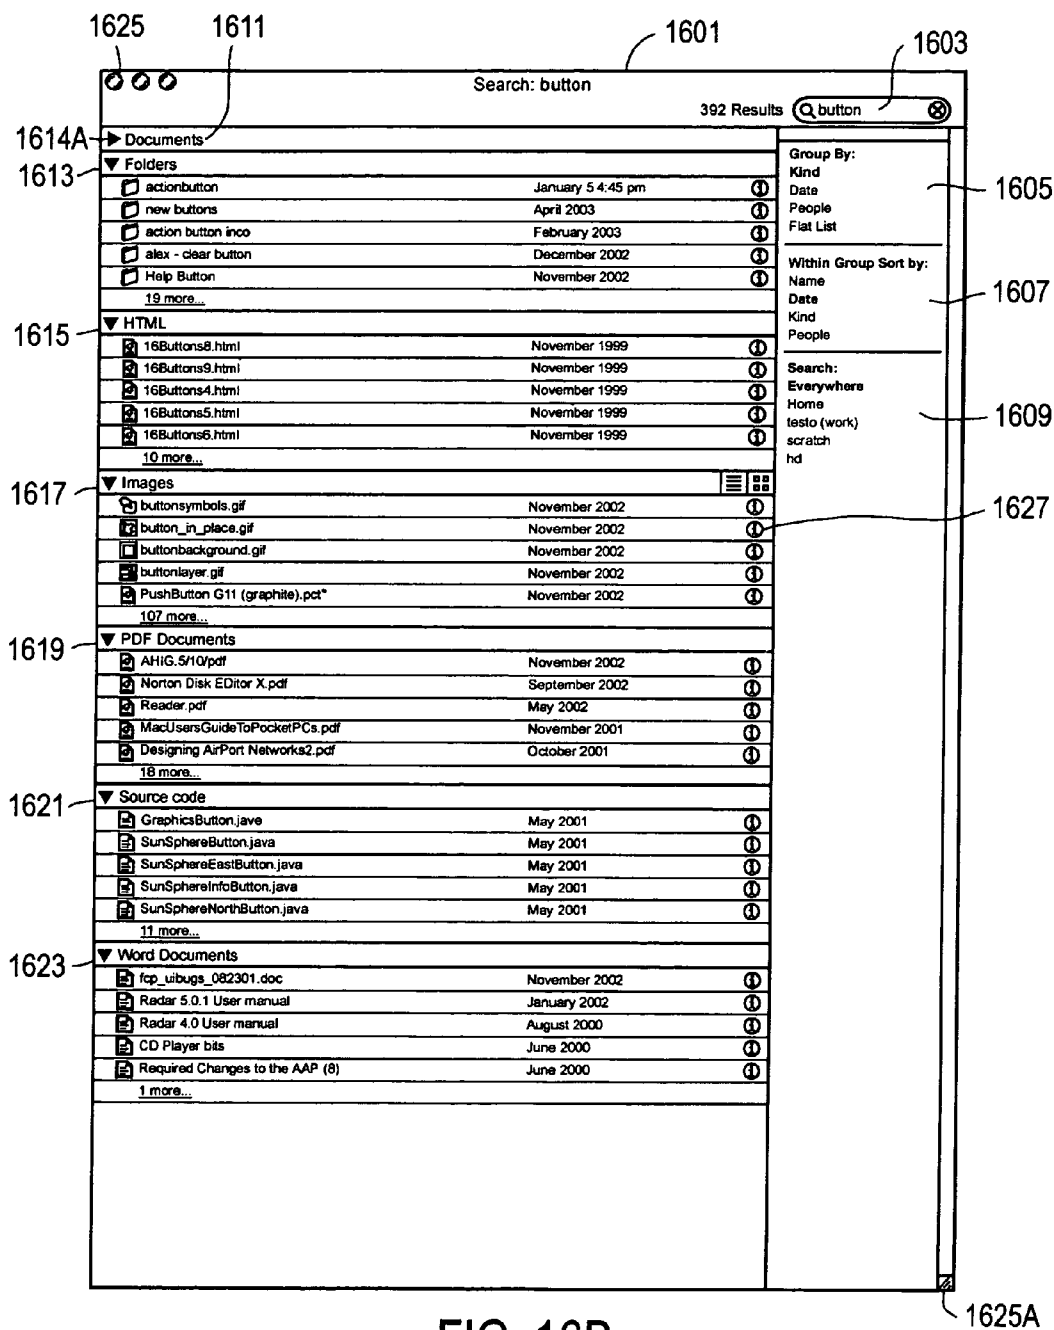 1625 1611 1601 1603
Search: button
392 Results button
1614A Documents
1613 Folders
actionbutton January 5 4:45 pm
new buttons April 2003
action button inco February 2003
alex - clear button December 2002
Help Button November 2002
19 more...
1615 HTML
16Buttons8.html November 1999
16Buttons9.html November 1999
16Buttons4.html November 1999
16Buttons5.html November 1999
16Buttons6.html November 1999
10 more...
1617 Images
buttonsymbols.gif November 2002
button_in_place.gif November 2002
buttonbackground.gif November 2002
buttonlayer.gif November 2002
PushButton G11 (graphite).pct* November 2002
107 more...
1619 PDF Documents
AHiG.5/10/pdf November 2002
Norton Disk EDitor X.pdf September 2002
Reader.pdf May 2002
MacUsersGuideToPocketPCs.pdf November 2001
Designing AirPort Networks2.pdf October 2001
18 more...
1621 Source code
GraphicsButton.jave May 2001
SunSphereButton.java May 2001
SunSphereEastButton.java May 2001
SunSphereInfoButton.java May 2001
SunSphereNorthButton.java May 2001
11 more...
1623 Word Documents
fcp_uibugs_082301.doc November 2002
Radar 5.0.1 User manual January 2002
Radar 4.0 User manual August 2000
CD Player bits June 2000
Required Changes to the AAP (8) June 2000
1 more...
Group By:
Kind
Date
People
Flat List
1605
Within Group Sort by:
Name
Date
Kind
People
1607
Search:
Everywhere
Home
testo (work)
scratch
hd
1609
1627
1625A